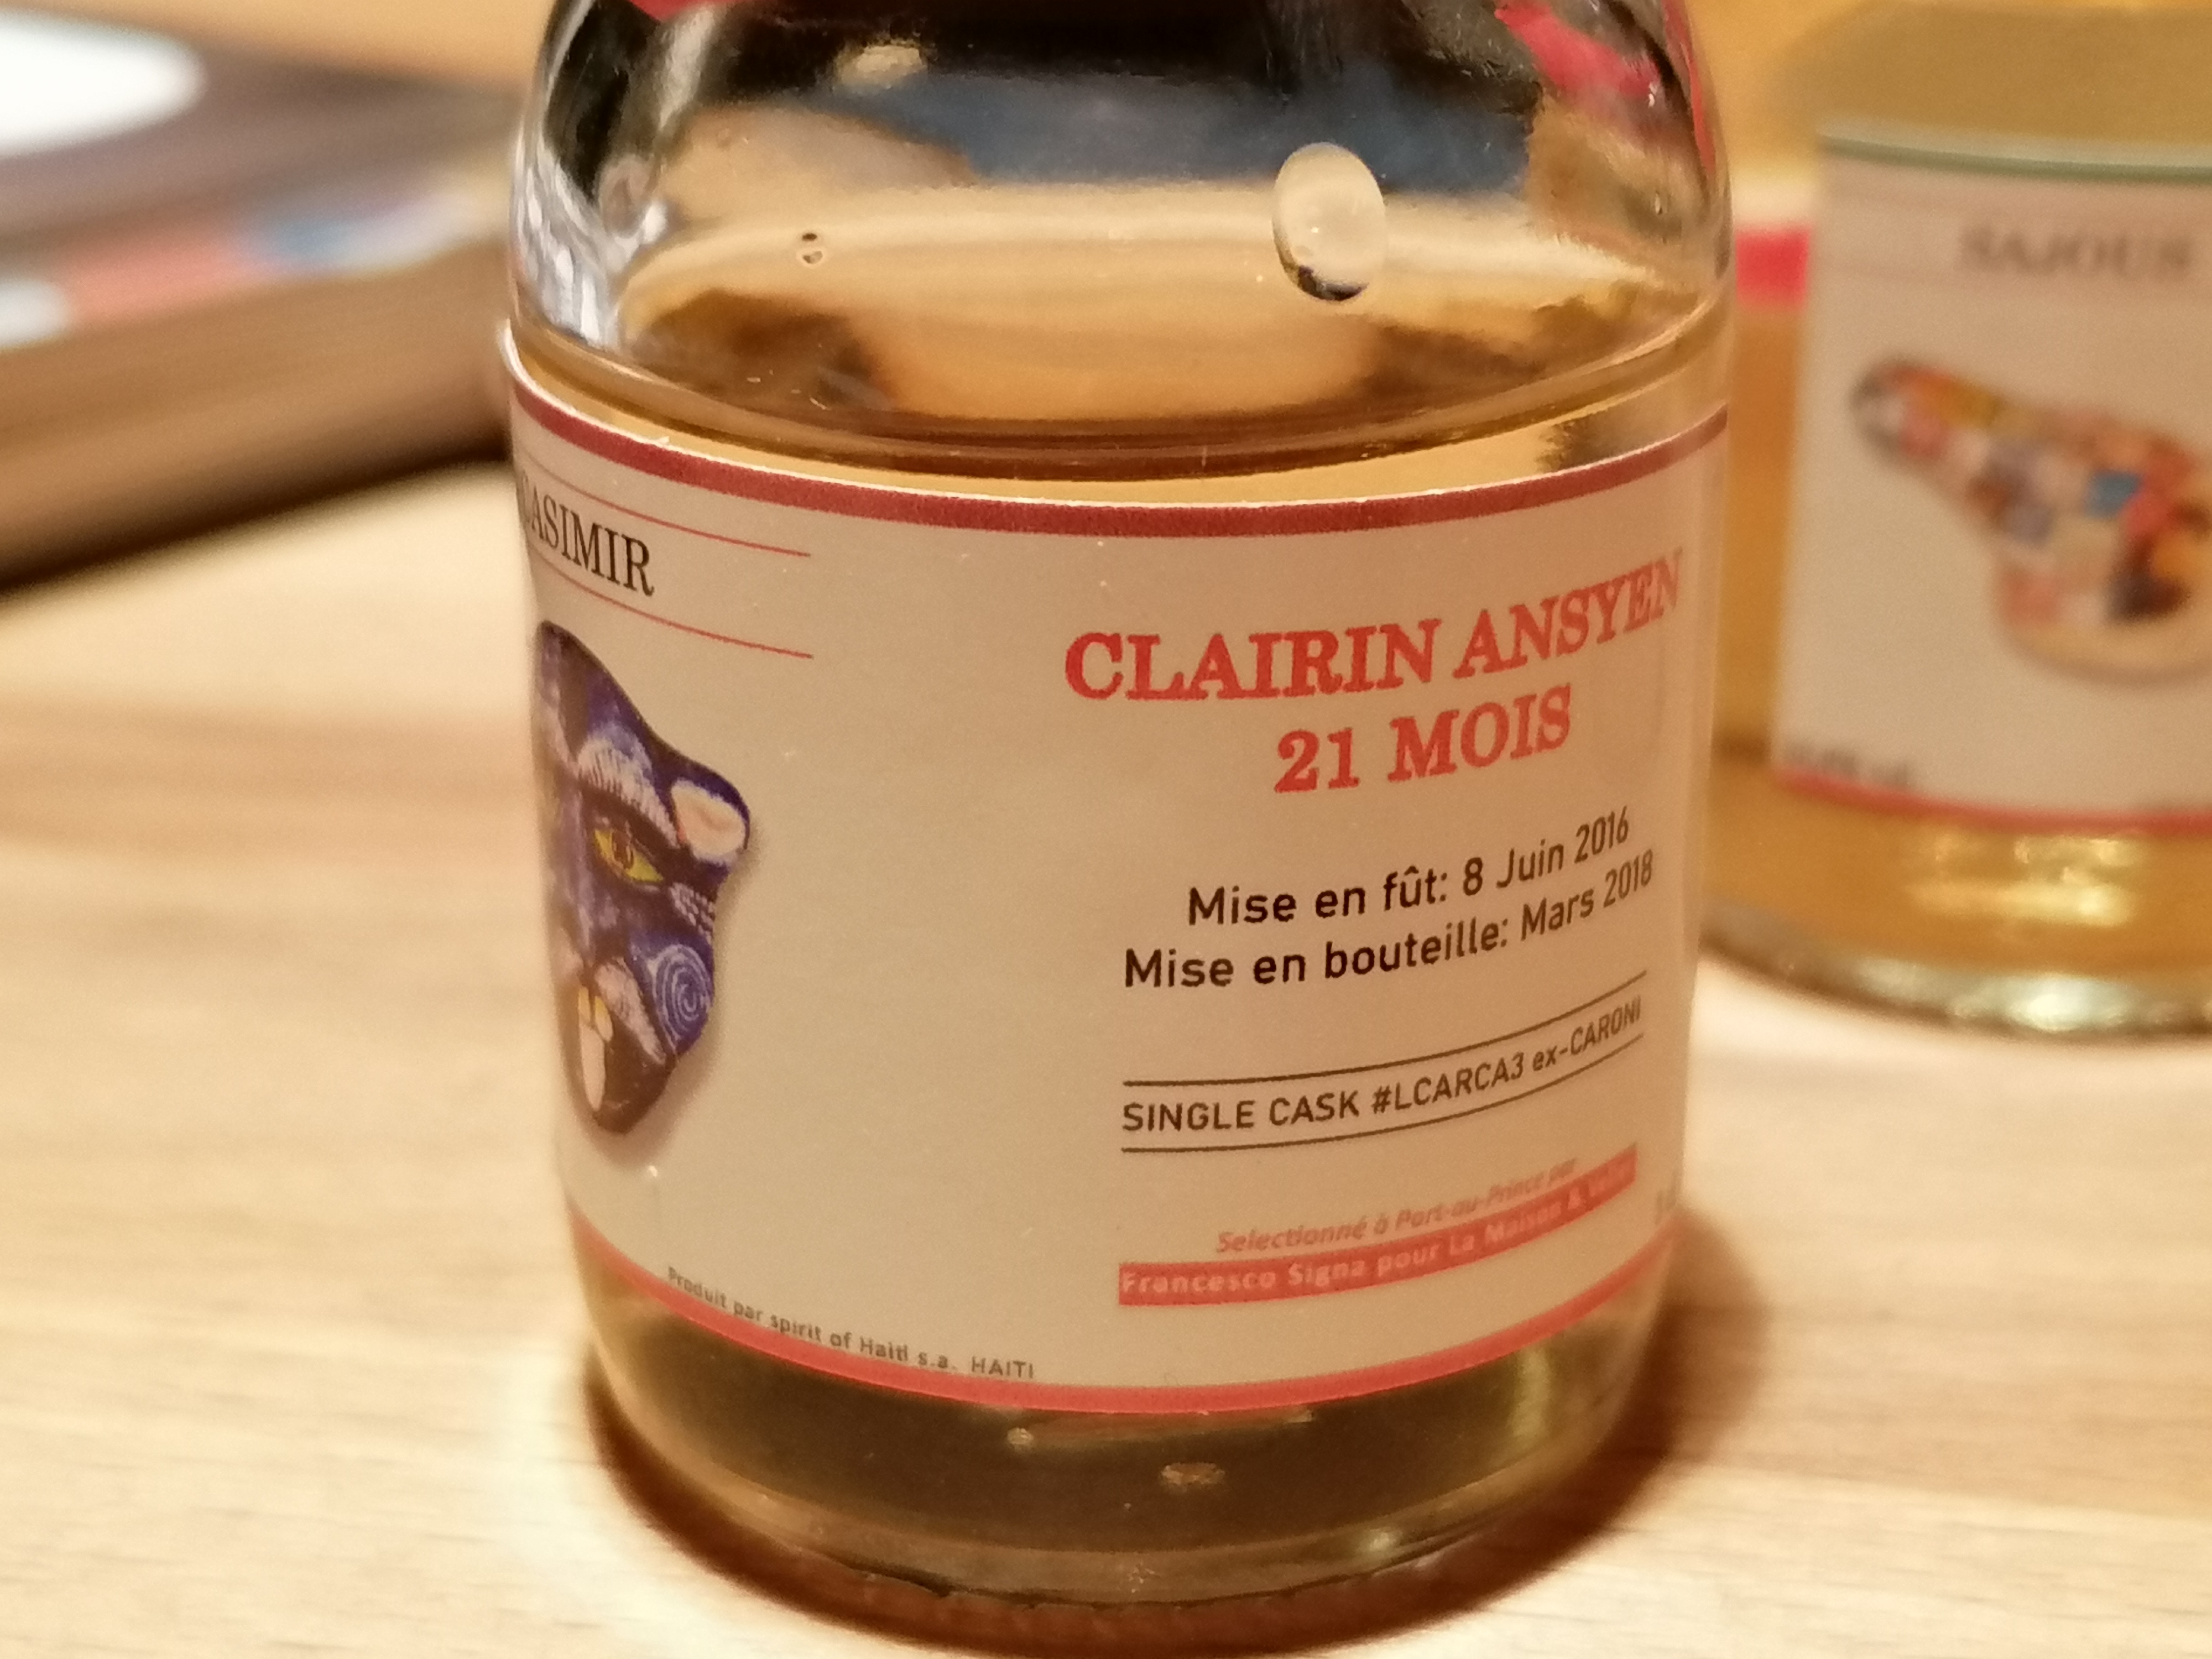 CASIMIR
CLAIRIN ANSYEN
21 MOIS
Mise en fût: 8 Juin 2016
Mise en bouteille: Mars 2018
SINGLE CASK #LCARCA3 ex-CARONI
Selectionné à Port-au-Prince par
Francesco Signa pour La Maison &
Produit par spirit of Haiti s.a. HAITI
SAJOUS